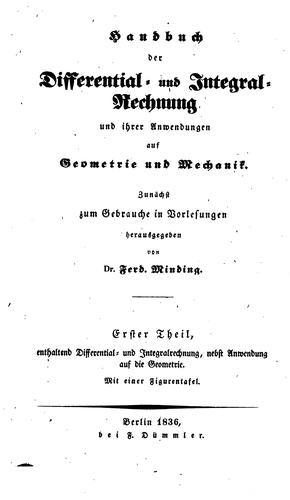 Handbuch
der
Differential- und Integral-
Rechnung
und ihrer Anwendungen
auf
Geometrie und Mechanik.
Zunächst
zum Gebrauche in Vorlesungen
herausgegeben
von
Dr. Ferd. Minding.
Erster Theil,
enthaltend Differential- und Integralrechnung, nebst Anwendung
auf die Geometrie.
Mit einer Figurentafel.
Berlin 1836,
bei F. Dümmler.